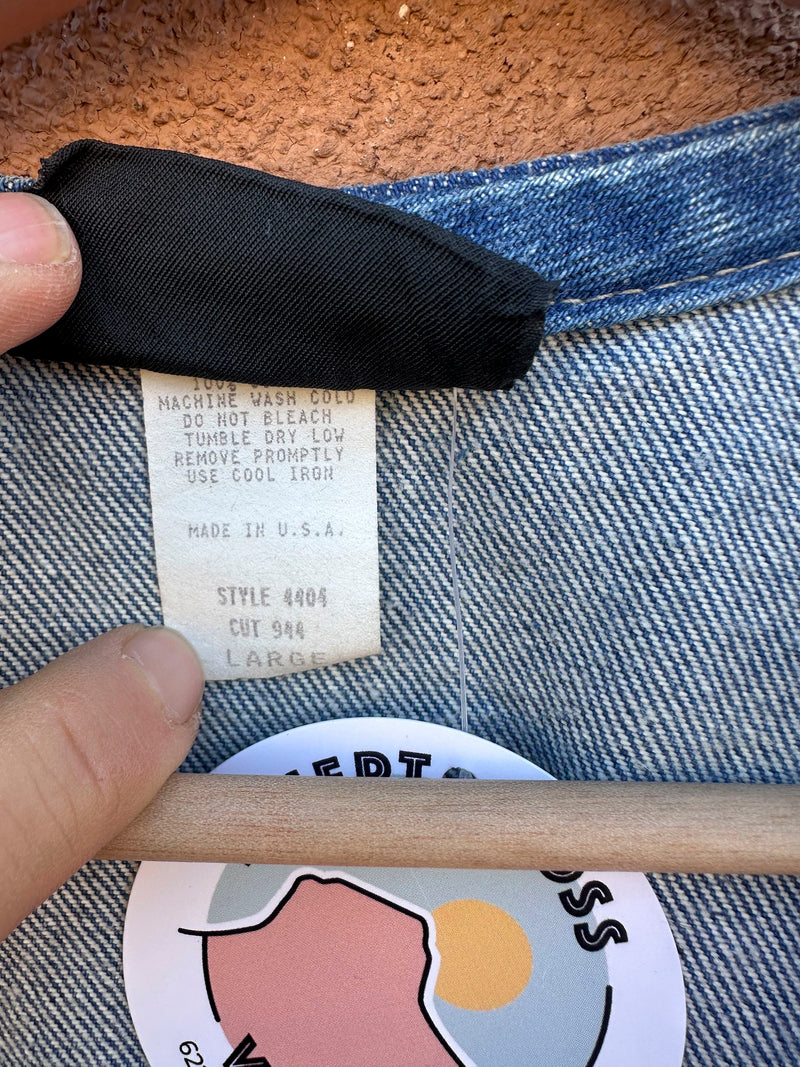 100%
MACHINE WASH COLD
DO NOT BLEACH
TUMBLE DRY LOW
REMOVE PROMPTLY
USE COOL IRON
MADE IN U.S.A.
STYLE 4404
CUT 944
LARGE